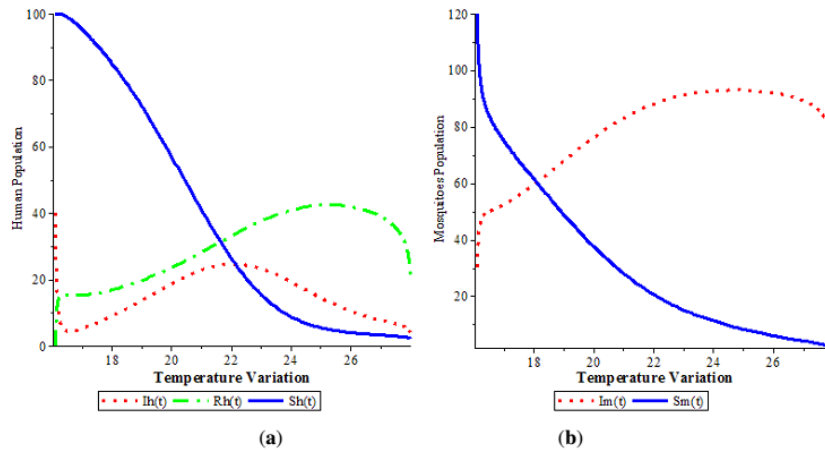 100
80
60
40
20
0
Human Population
18
20
22
24
26
Temperature Variation
Ih(t)
Rh(t)
Sh(t)
(a)
120
100
80
60
40
20
Mosquitoes Population
18
20
22
24
26
Temperature Variation
Im(t)
Sm(t)
(b)